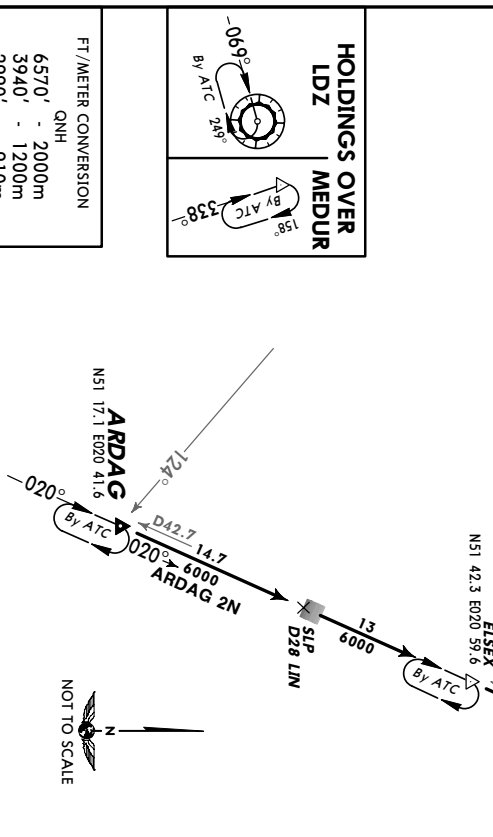 HOLDINGS OVER
LDZ
MEDUR
069°
By ATC
249°
338°
By ATC
158°
FT/METER CONVERSION
QNH
6570' - 2000m
3940' - 1200m
ELSEX
N51 42.3 E020 59.6
By ATC
13
6000
SLP
D28 LIN
124°
D42.7
14.7
020°
6000
ARDAG 2N
ARDAG
N51 17.1 E020 41.6
020°
By ATC
N
NOT TO SCALE